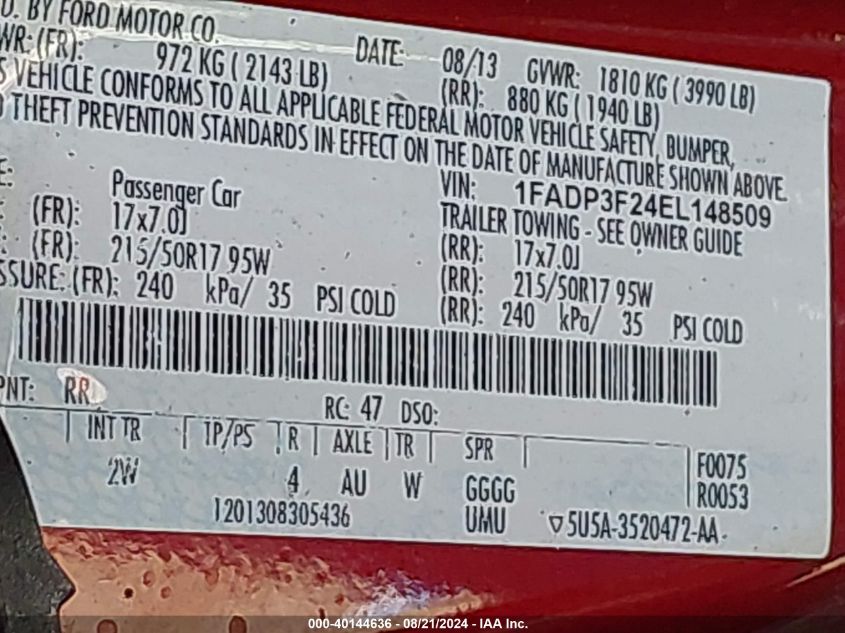 D. BY FORD MOTOR CO.
DATE: 08/13 GVWR: 1810 KG ( 3990 LB)
WR: (FR): 972 KG ( 2143 LB) (RR): 880 KG ( 1940 LB)
S VEHICLE CONFORMS TO ALL APPLICABLE FEDERAL MOTOR VEHICLE SAFETY, BUMPER,
THEFT PREVENTION STANDARDS IN EFFECT ON THE DATE OF MANUFACTURE SHOWN ABOVE.
VIN: 1FADP3F24EL148509
E: Passenger Car TRAILER TOWING - SEE OWNER GUIDE
(FR): 17x7.0J (RR): 17x7.0J
(FR): 215/50R17 95W (RR): 215/50R17 95W
SSURE: (FR): 240 kPa/ 35 PSI COLD (RR): 240 kPa/ 35 PSI COLD
PNT: RR RC: 47 DSO:
INT TR TP/PS R AXLE TR SPR F0075
2W 4 AU W GGGG R0053
1201308305436 UMU 5U5A-3520472-AA
000-40144636 - 08/21/2024 - IAA Inc.